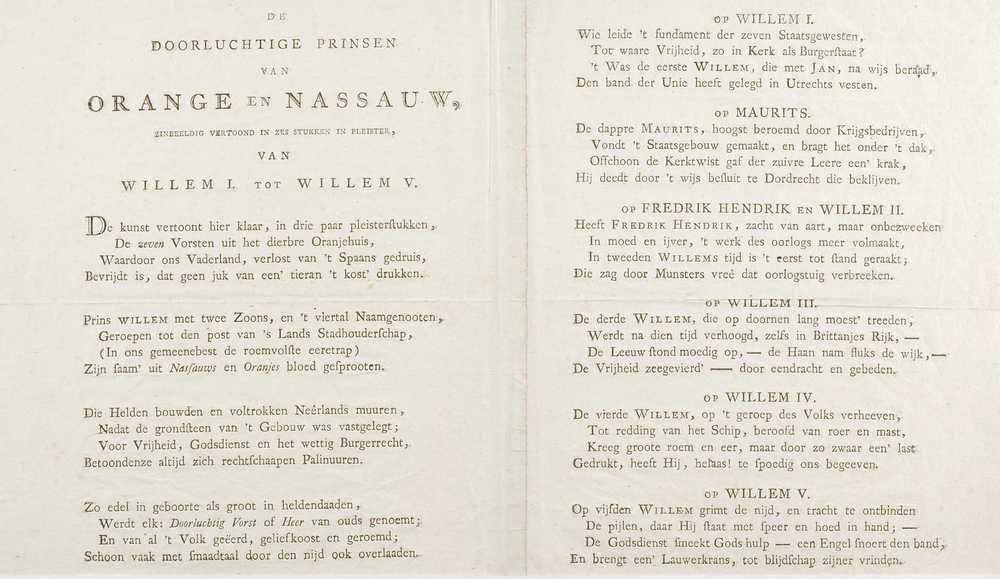 DE
DOORLUCHTIGE PRINSEN
VAN
ORANGE EN NASSAUW,
ZINBEELDIG VERTOOND IN ZES STUKKEN IN PLEISTER,
VAN
WILLEM I. TOT WILLEM V.
De kunst vertoont hier klaar, in drie paar pleisterſtukken,
De zeven Vorsten uit het dierbre Oranjehuis,
Waardoor ons Vaderland, verlost van 't Spaans gedruis,
Bevrijdt is, dat geen juk van een' tieran 't kost' drukken.
Prins WILLEM met twee Zoons, en 't viertal Naamgenooten,
Geroepen tot den post van 's Lands Stadhouderſchap,
(In ons gemeenebest de roemvolſte eeretrap)
Zijn ſaam' uit Naſſauws en Oranjes bloed geſprooten.
Die Helden bouwden en voltrokken Neêrlands muuren,
Nadat de grondſteen van 't Gebouw was vastgelegt;
Voor Vrijheid, Godsdienst en het wettig Burgerrecht,
Betoondenze altijd zich rechtſchaapen Palinuuren.
Zo edel in geboorte als groot in heldendaaden,
Werdt elk: Doorluchtig Vorst of Heer van ouds genoemt;
En van al 't Volk geëerd, geliefkoost en geroemd;
Schoon vaak met ſmaadtaal door den nijd ook overlaaden.
OP WILLEM I.
Wie leide 't fundament der zeven Staatsgewesten,
Tot waare Vrijheid, zo in Kerk als Burgerſtaat?
't Was de eerste WILLEM, die met JAN, na wijs beraad,
Den band der Unie heeft gelegd in Utrechts vesten.
OP MAURITS.
De dappre MAURITS, hoogst beroemd door Krijgsbedrijven,
Vondt 't Staatsgebouw gemaakt, en bragt het onder 't dak,
Offchoon de Kerktwist gaf der zuivre Leere een' krak,
Hij deedt door 't wijs beſluit te Dordrecht die beklijven.
OP FREDRIK HENDRIK EN WILLEM II.
Heeft FREDRIK HENDRIK, zacht van aart, maar onbezweeken
In moed en ijver, 't werk des oorlogs meer volmaakt,
In tweeden WILLEMS tijd is 't eerst tot ſtand geraakt;
Die zag door Munsters vreê dat oorlogstuig verbreeken.
OP WILLEM III.
De derde WILLEM, die op doornen lang moest' treeden,
Werdt na dien tijd verhoogd, zelfs in Brittanjes Rijk, —
De Leeuw ſtond moedig op, — de Haan nam fluks de wijk, —
De Vrijheid zeegevierd' — door eendracht en gebeden.
OP WILLEM IV.
De vierde WILLEM, op 't geroep des Volks verheeven,
Tot redding van het Schip, beroofd van roer en mast,
Kreeg groote roem en eer, maar door zo zwaar een' last
Gedrukt, heeft Hij, helaas! te ſpoedig ons begeeven.
OP WILLEM V.
Op vijfden WILLEM grimt de nijd, en tracht te ontbinden
De pijlen, daar Hij ſtaat met ſpeer en hoed in hand; —
De Godsdienst ſmeekt Gods hulp — een Engel ſnoert den band,
En brengt een' Lauwerkrans, tot blijdſchap zijner vrinden.